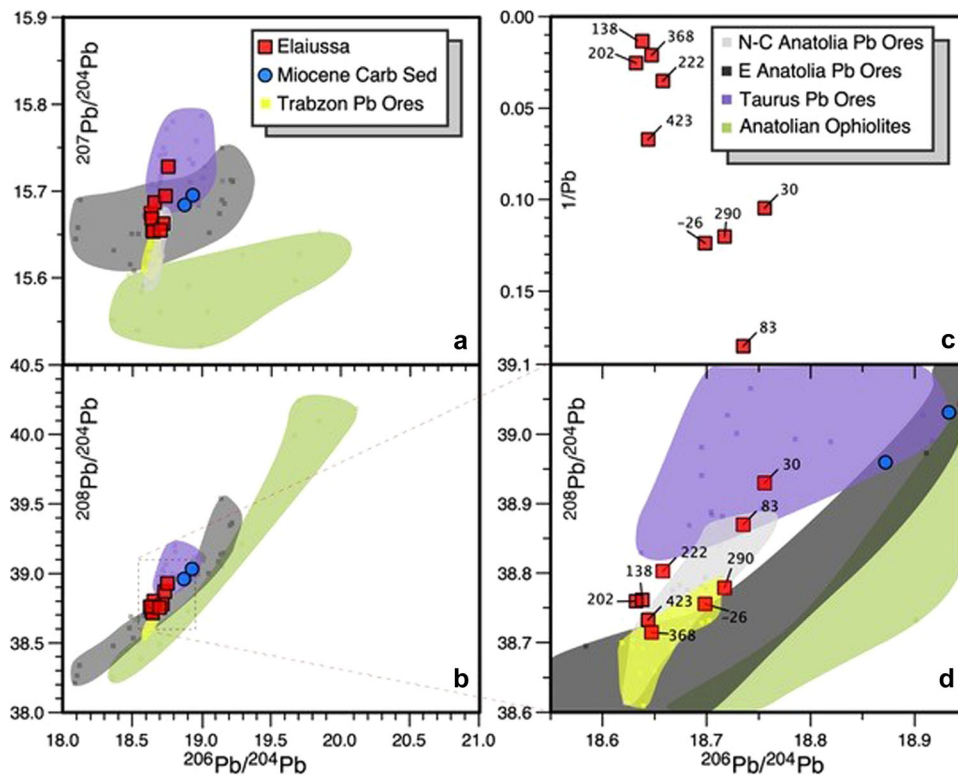 15.9
15.8
15.7
15.6
40.5
207Pb/204Pb
Elaiussa
Miocene Carb Sed
Trabzon Pb Ores
a
0.00
0.05
0.10
0.15
39.1
1/Pb
N-C Anatolia Pb Ores
E Anatolia Pb Ores
Taurus Pb Ores
Anatolian Ophiolites
138
368
202
222
423
30
290
-26
83
c
40.0
39.5
39.0
38.5
38.0
208Pb/204Pb
b
18.0 18.5 19.0 19.5 20.0 20.5 21.0
206Pb/204Pb
39.0
38.9
38.8
38.7
38.6
208Pb/204Pb
30
83
222
290
138
202
423
-26
368
d
18.6 18.7 18.8 18.9
206Pb/204Pb